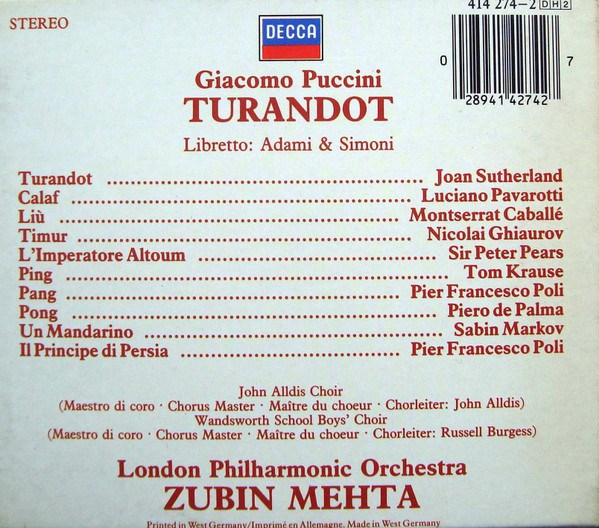 STEREO
DECCA
414 274-2 DH2
0 28941 42742 7
Giacomo Puccini
TURANDOT
Libretto: Adami & Simoni
Turandot ........ Joan Sutherland
Calaf ........ Luciano Pavarotti
Liù ........ Montserrat Caballé
Timur ........ Nicolai Ghiaurov
L'Imperatore Altoum ........ Sir Peter Pears
Ping ........ Tom Krause
Pang ........ Pier Francesco Poli
Pong ........ Piero de Palma
Un Mandarino ........ Sabin Markov
Il Principe di Persia ........ Pier Francesco Poli
John Alldis Choir
(Maestro di coro · Chorus Master · Maître du choeur · Chorleiter: John Alldis)
Wandsworth School Boys' Choir
(Maestro di coro · Chorus Master · Maître du choeur · Chorleiter: Russell Burgess)
London Philharmonic Orchestra
ZUBIN MEHTA
Printed in West Germany/Imprimé en Allemagne. Made in West Germany